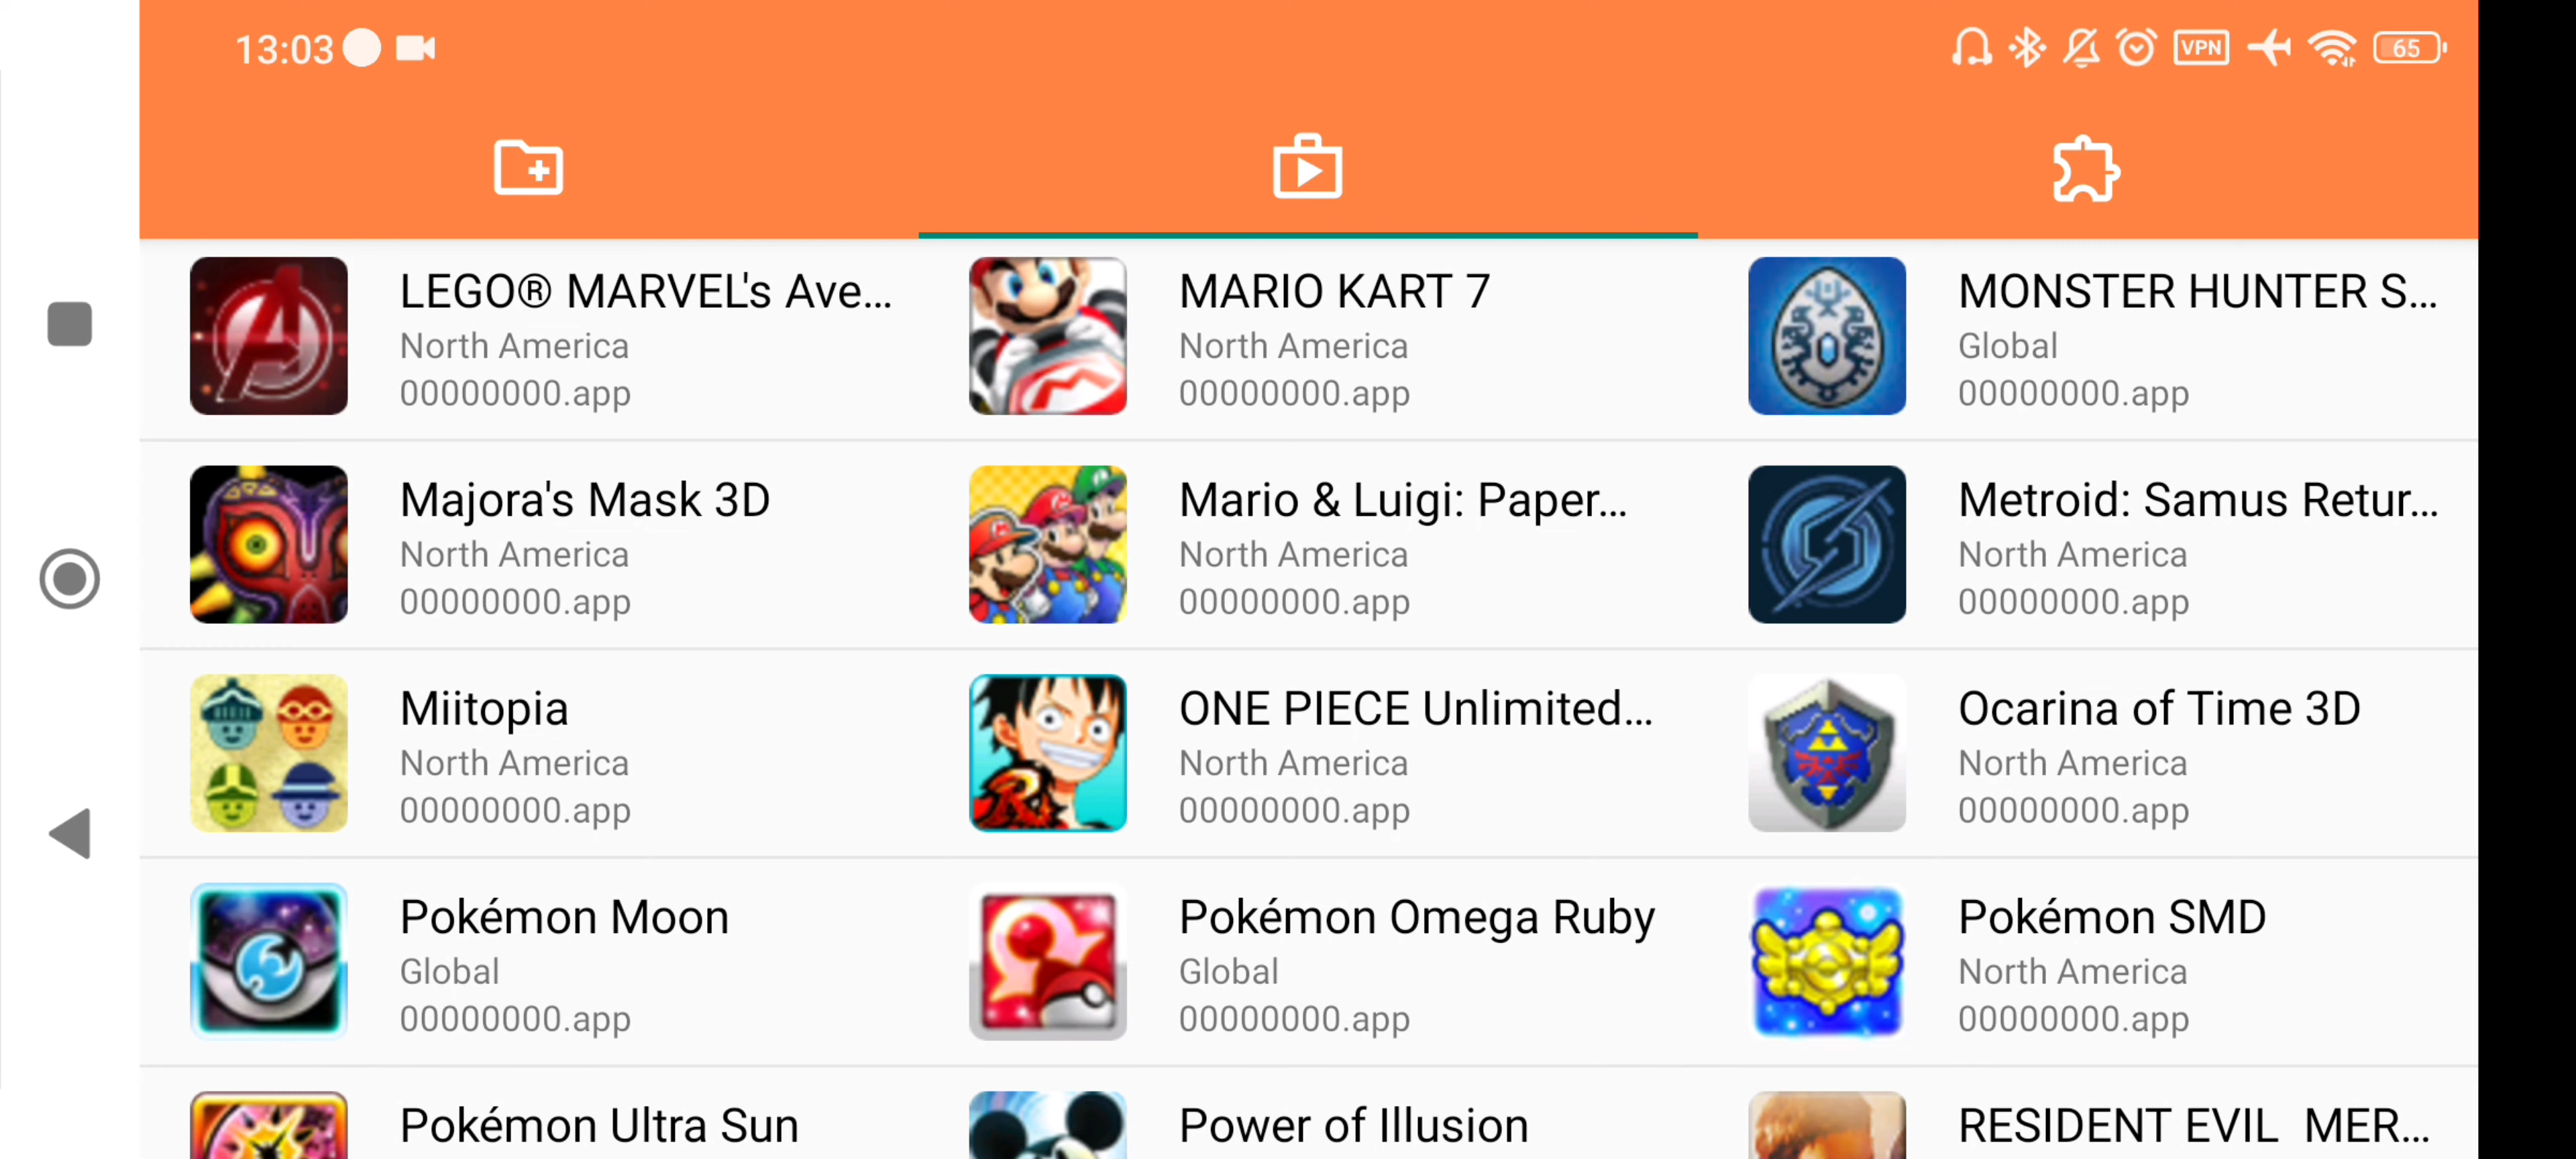 13:03
VPN
65
LEGO® MARVEL's Ave...
North America
00000000.app
MARIO KART 7
North America
00000000.app
MONSTER HUNTER S...
Global
00000000.app
Majora's Mask 3D
North America
00000000.app
Mario & Luigi: Paper...
North America
00000000.app
Metroid: Samus Retur...
North America
00000000.app
Miitopia
North America
00000000.app
ONE PIECE Unlimited...
North America
00000000.app
Ocarina of Time 3D
North America
00000000.app
Pokémon Moon
Global
00000000.app
Pokémon Omega Ruby
Global
00000000.app
Pokémon SMD
North America
00000000.app
Pokémon Ultra Sun
Power of Illusion
RESIDENT EVIL  MER...